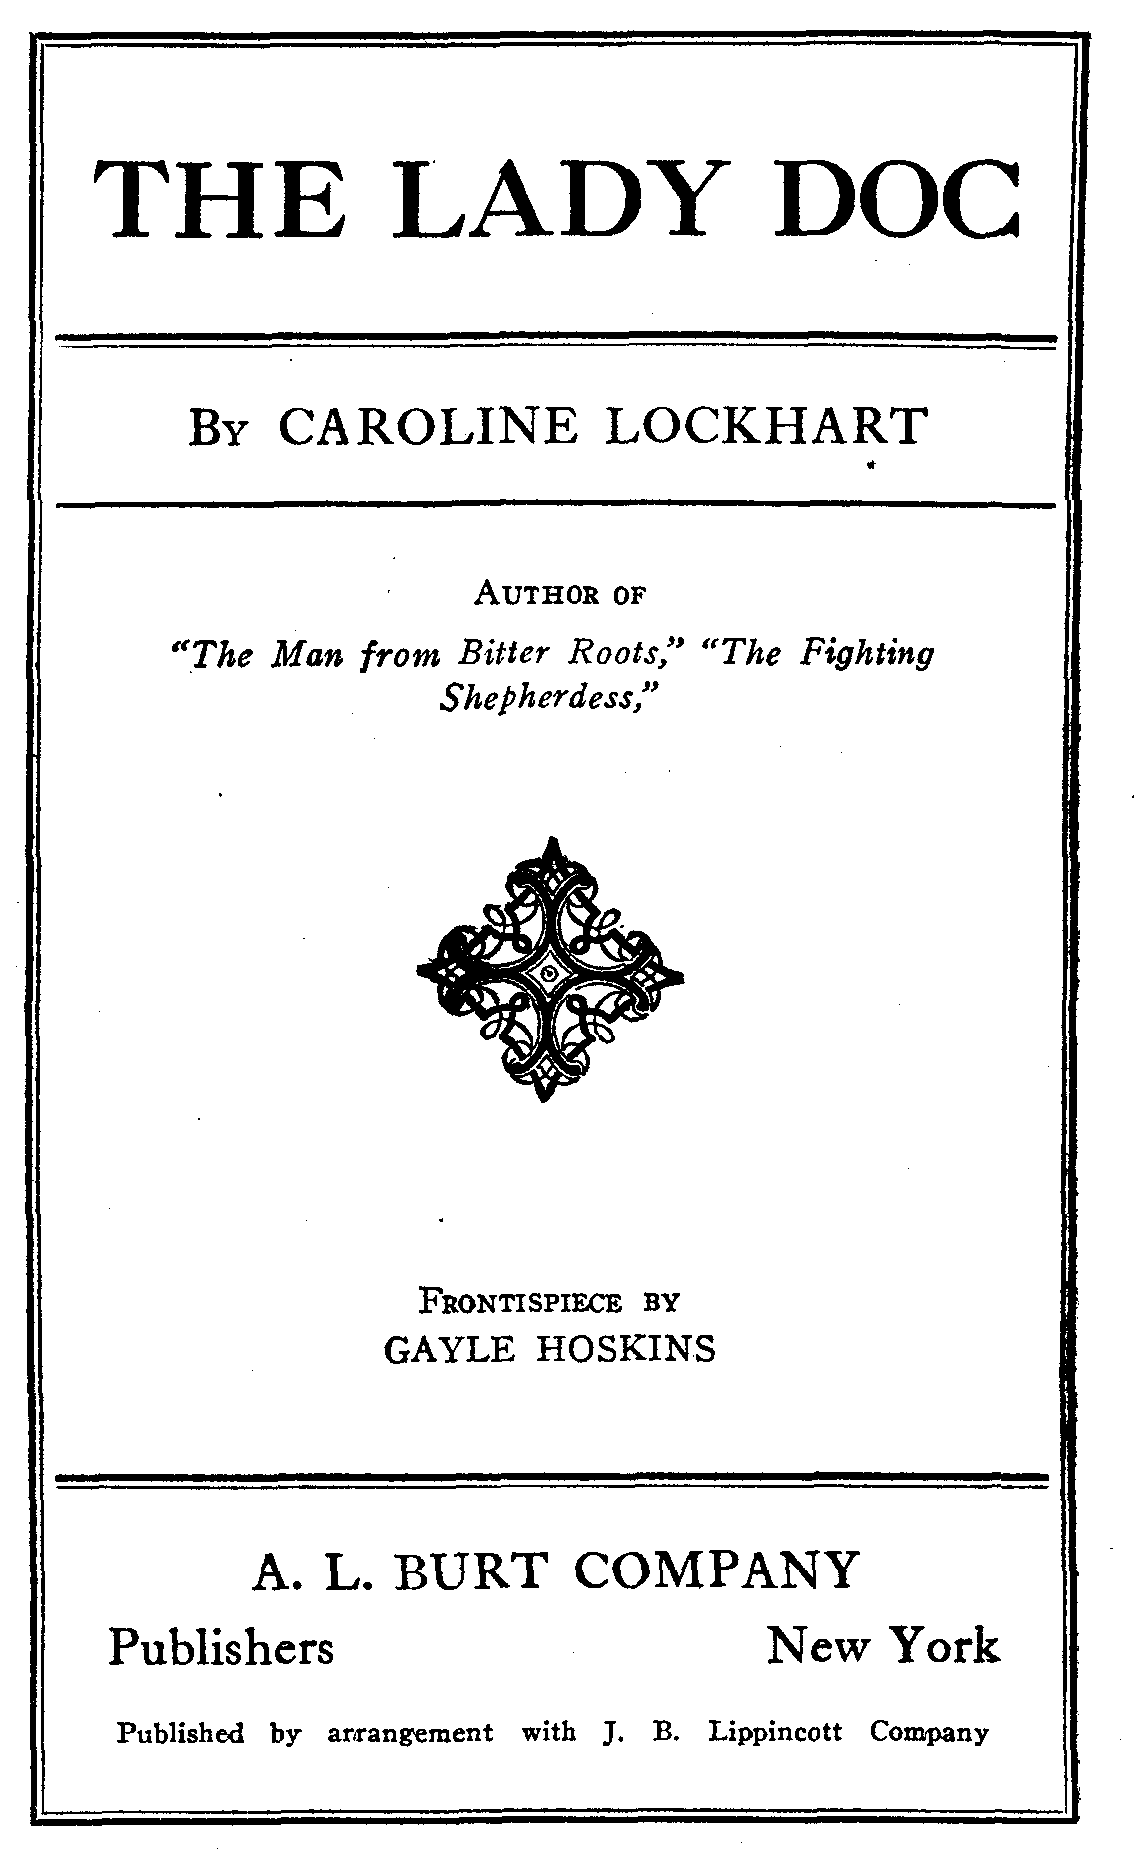 THE LADY DOC
By CAROLINE LOCKHART
Author of
“The Man from Bitter Roots,” “The Fighting
Shepherdess,”
Frontispiece by
GAYLE HOSKINS
A. L. BURT COMPANY
Publishers New York
Published by arrangement with J. B. Lippincott Company